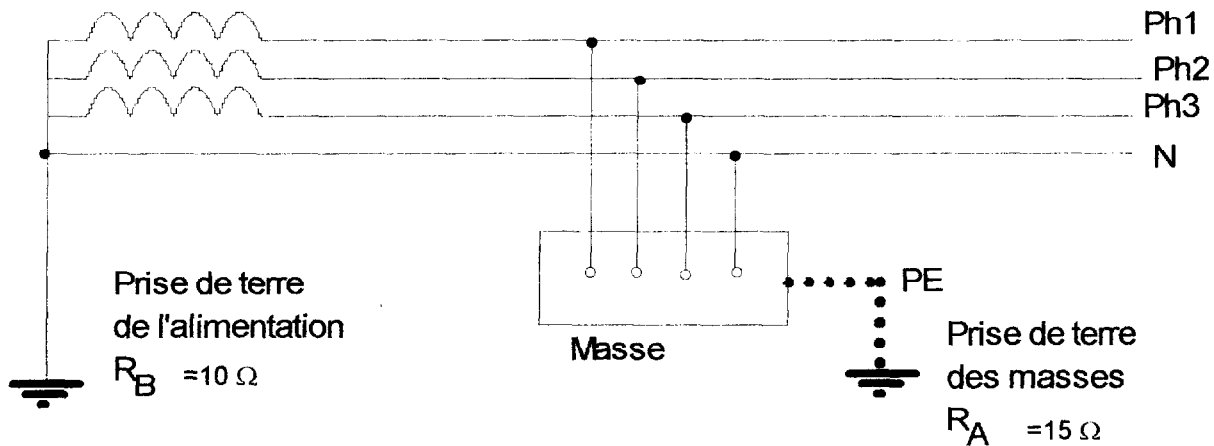 Ph1
Ph2
Ph3
N
PE
Masse
Prise de terre
de l'alimentation
R_B =10 Ω
Prise de terre
des masses
R_A =15 Ω